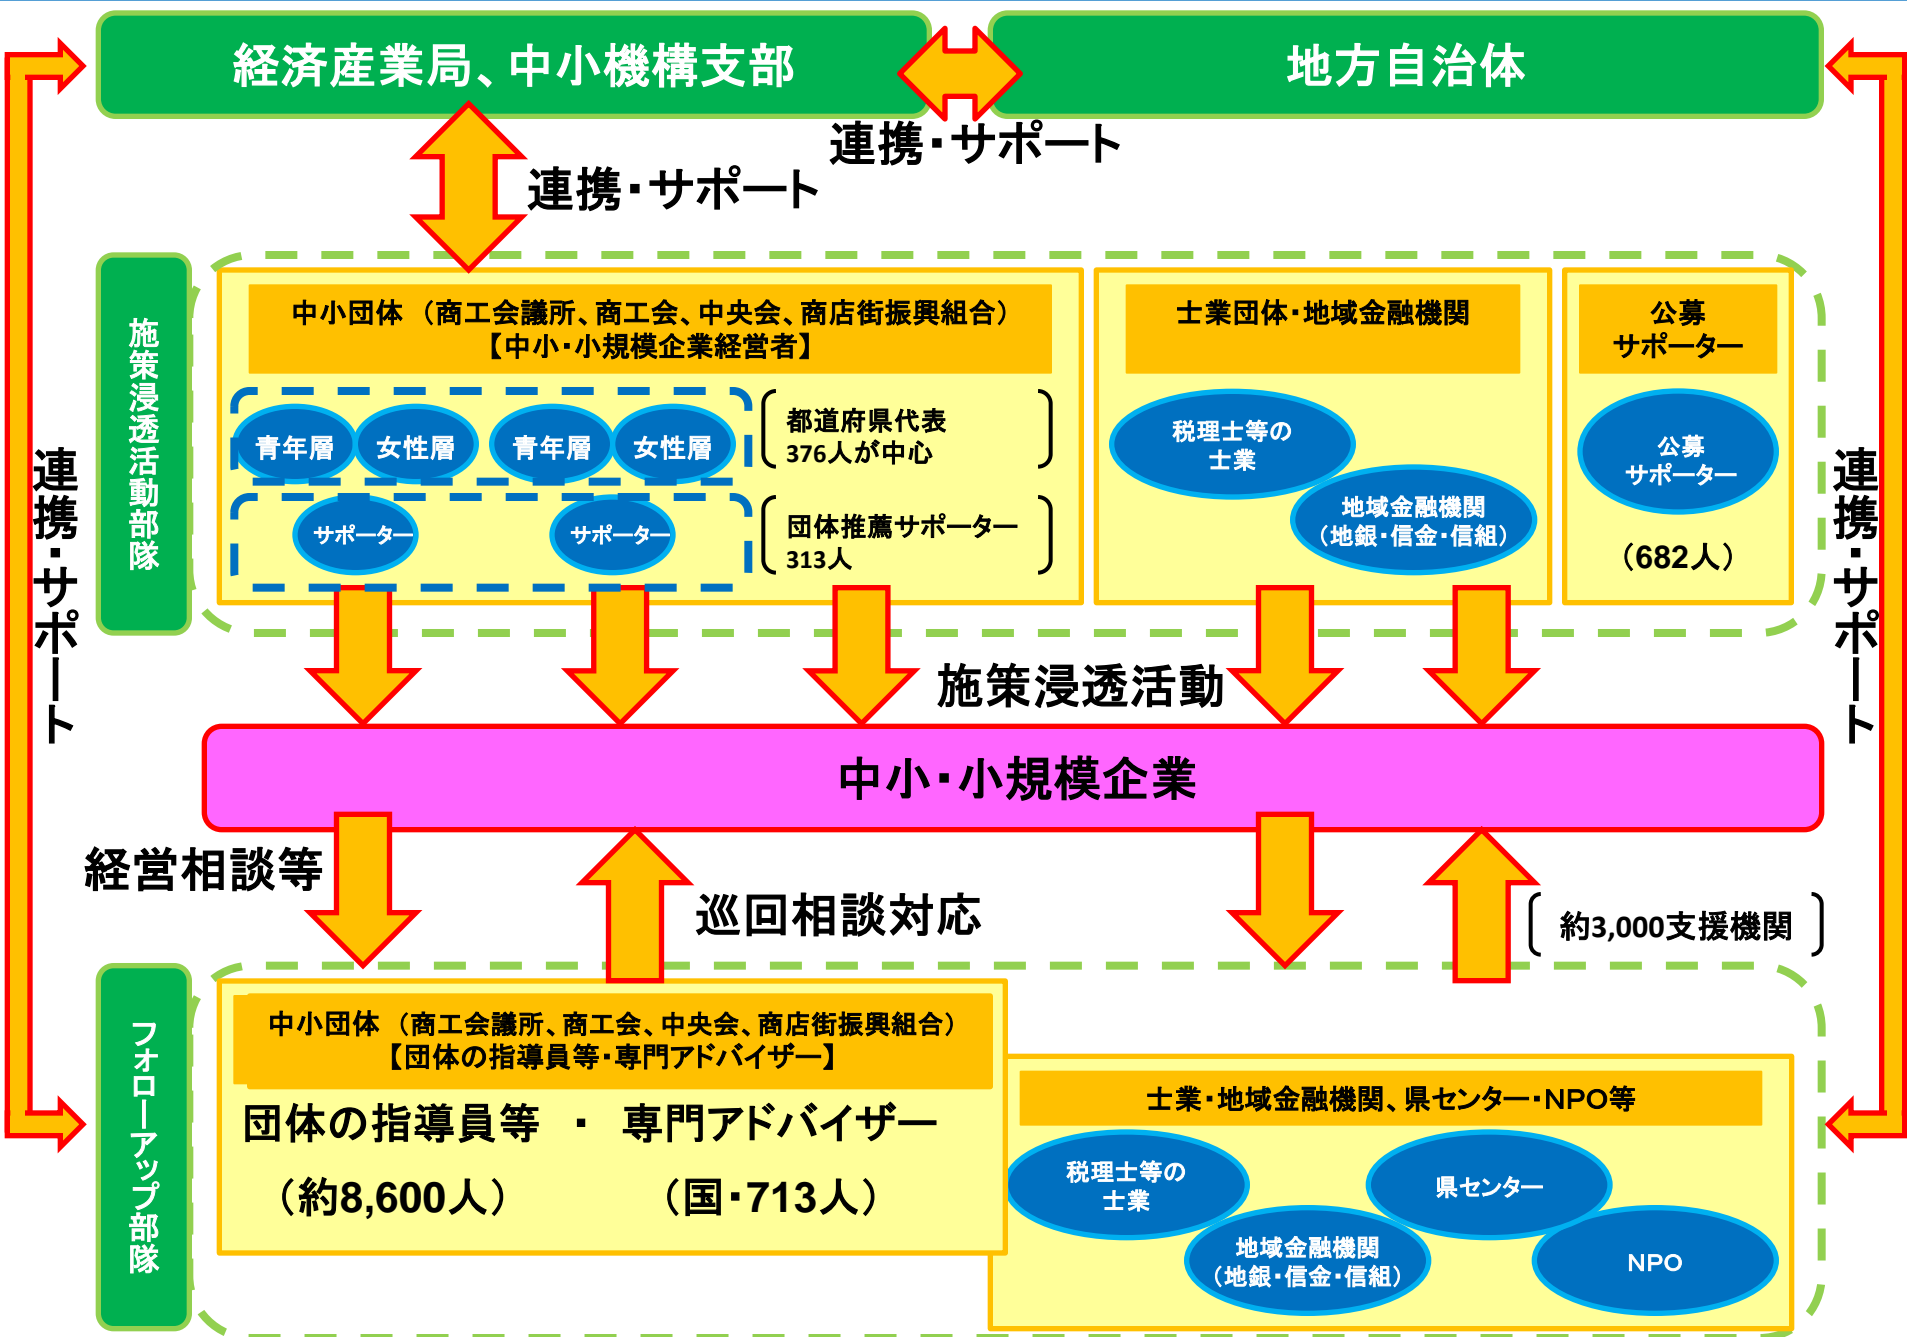 経済産業局、中小機構支部
地方自治体
連携・サポート
連携・サポート
連携・サポート
連携・サポート
施策浸透活動部隊
中小団体（商工会議所、商工会、中央会、商店街振興組合）
【中小・小規模企業経営者】
青年層
女性層
青年層
女性層
都道府県代表
376人が中心
サポーター
サポーター
団体推薦サポーター
313人
士業団体・地域金融機関
税理士等の
士業
地域金融機関
（地銀・信金・信組）
公募
サポーター
公募
サポーター
（682人）
施策浸透活動
中小・小規模企業
経営相談等
巡回相談対応
約3,000支援機関
フォローアップ部隊
中小団体（商工会議所、商工会、中央会、商店街振興組合）
【団体の指導員等・専門アドバイザー】
団体の指導員等 ・ 専門アドバイザー
（約8,600人） （国・713人）
士業・地域金融機関、県センター・NPO等
税理士等の
士業
地域金融機関
（地銀・信金・信組）
県センター
NPO